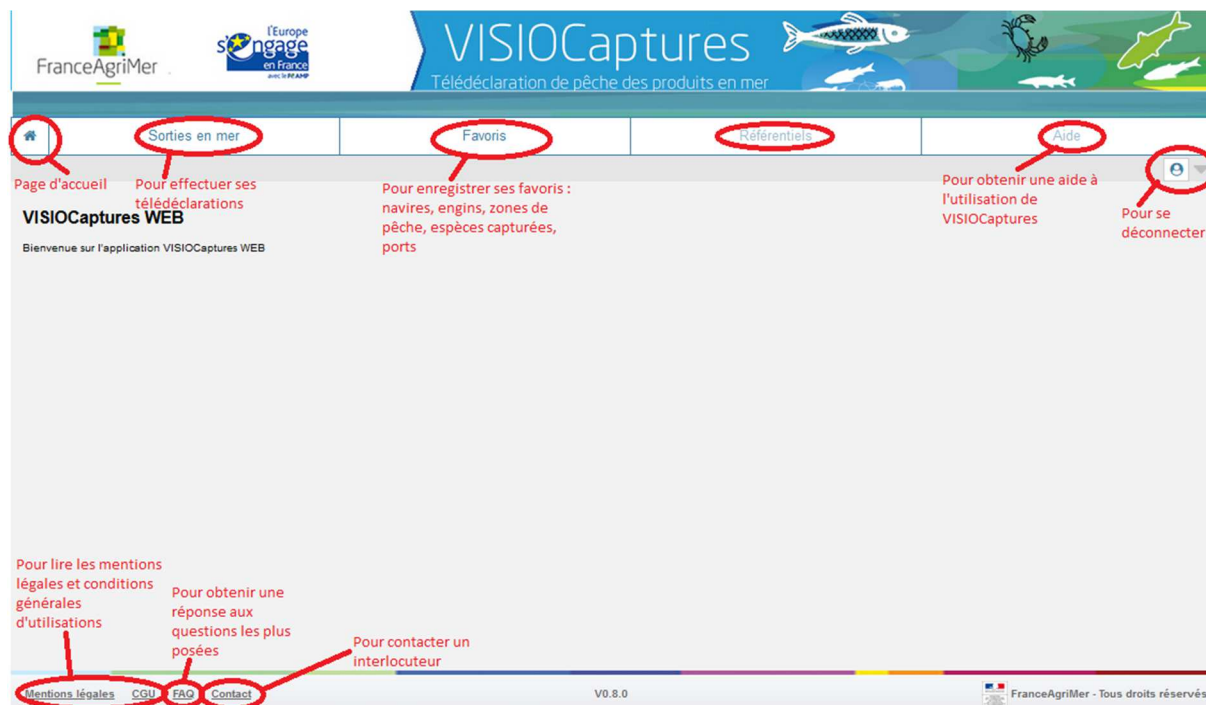 FranceAgriMer
l'Europe
s'engage
en France
avec le FEAMP
VISIOCaptures
Télédéclaration de pêche des produits en mer
Sorties en mer
Favoris
Référentiels
Aide
Page d'accueil
Pour effectuer ses
télédéclarations
Pour enregistrer ses favoris :
navires, engins, zones de
pêche, espèces capturées,
ports
Pour obtenir une aide à
l'utilisation de
VISIOCaptures
Pour se
déconnecter
VISIOCaptures WEB
Bienvenue sur l'application VISIOCaptures WEB
Pour lire les mentions
légales et conditions
générales
d'utilisations
Pour obtenir une
réponse aux
questions les plus
posées
Pour contacter un
interlocuteur
Mentions légales CGU FAQ Contact
V0.8.0
FranceAgriMer - Tous droits réservés